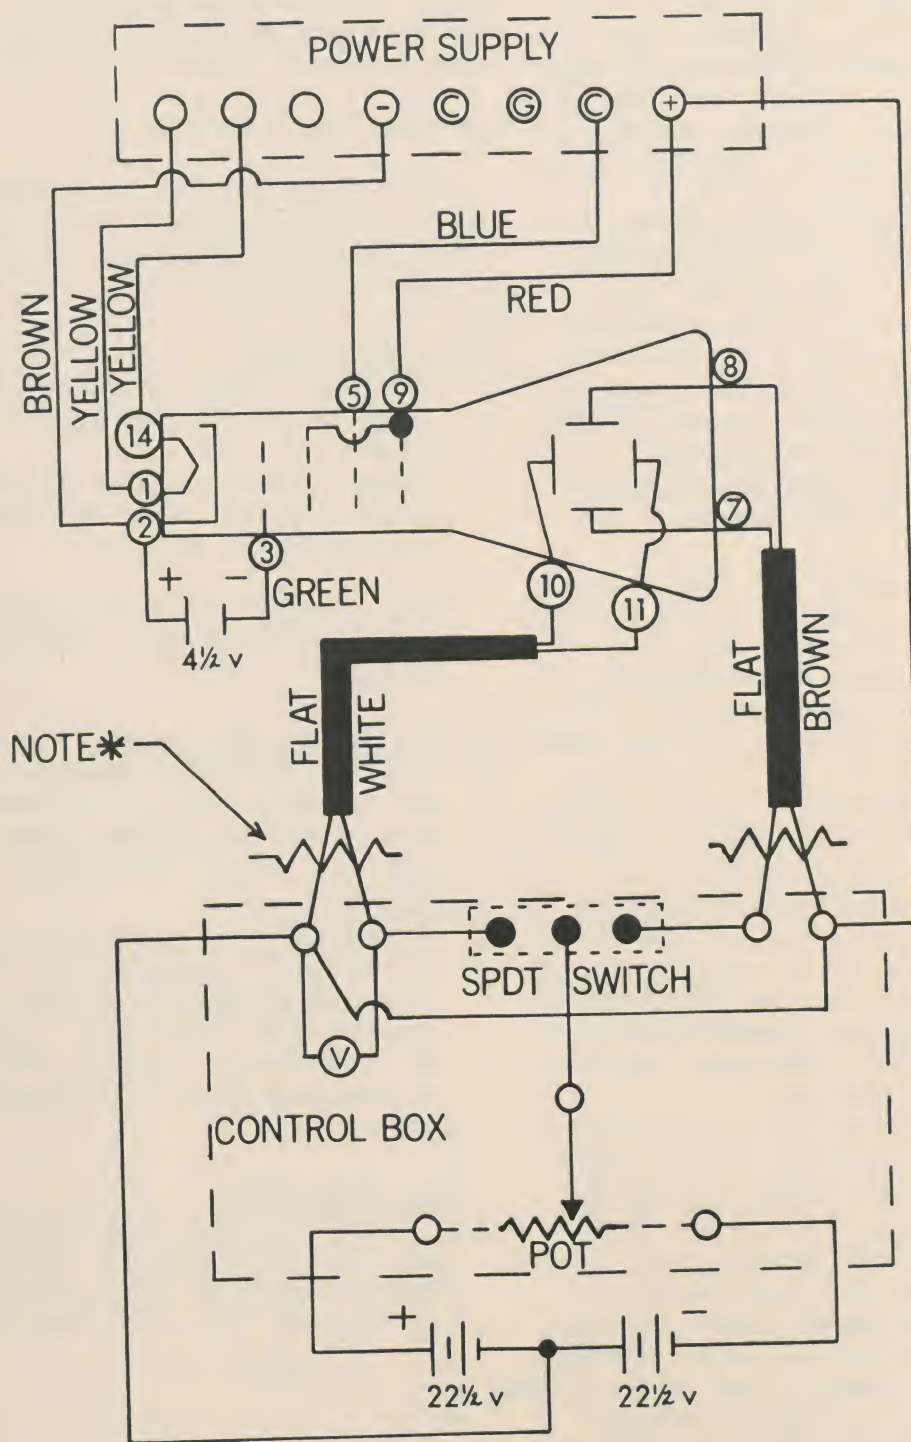 POWER SUPPLY
- C G C +
BLUE
RED
BROWN
YELLOW
YELLOW
5
9
8
14
1
2
3
7
10
11
+ -
GREEN
4½ v
FLAT
WHITE
FLAT
BROWN
NOTE*
SPDT SWITCH
V
CONTROL BOX
POT
+ -
22½ v 22½ v